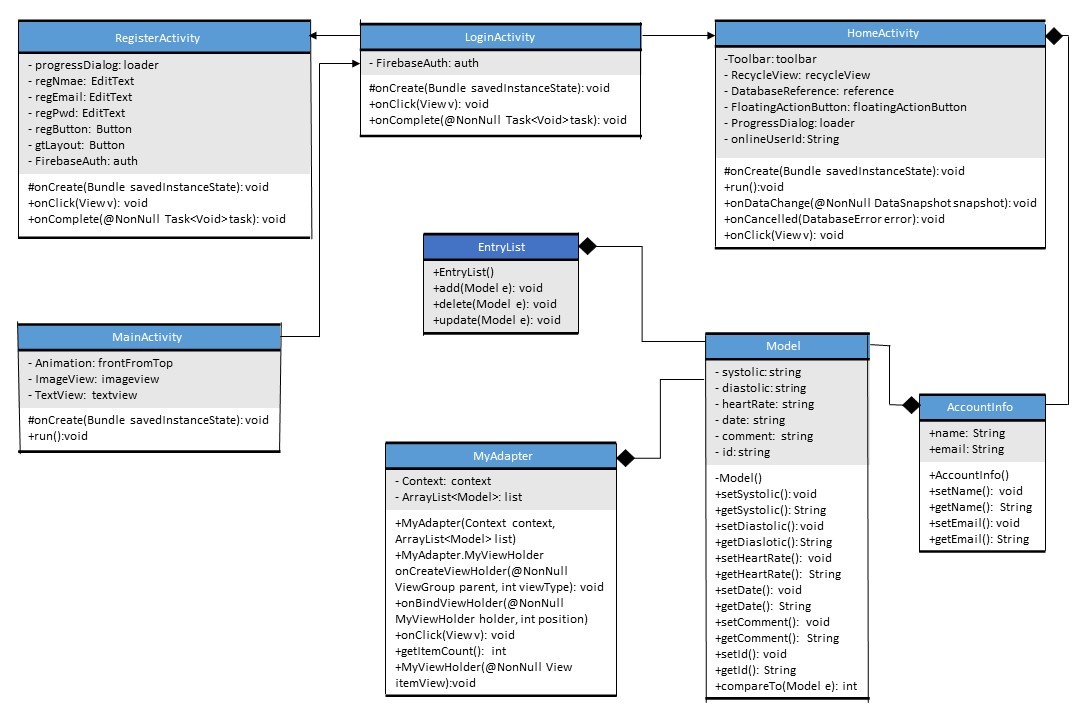 RegisterActivity
- progressDialog: loader
- regNmae: EditText
- regEmail: EditText
- regPwd: EditText
- regButton: Button
- gtLayout: Button
- FirebaseAuth: auth
#onCreate(Bundle savedInstanceState): void
+onClick(View v): void
+onComplete(@NonNull Task<Void> task): void
LoginActivity
- FirebaseAuth: auth
#onCreate(Bundle savedInstanceState): void
+onClick(View v): void
+onComplete(@NonNull Task<Void> task): void
HomeActivity
-Toolbar: toolbar
- RecycleView: recycleView
- DatabaseReference: reference
- FloatingActionButton: floatingActionButton
- ProgressDialog: loader
- onlineUserId: String
#onCreate(Bundle savedInstanceState): void
+run():void
+onDataChange(@NonNull DataSnapshot snapshot): void
+onCancelled(DatabaseError error): void
+onClick(View v): void
EntryList
+EntryList()
+add(Model e): void
+delete(Model e): void
+update(Model e): void
MainActivity
- Animation: frontFromTop
- ImageView: imageview
- TextView: textview
#onCreate(Bundle savedInstanceState): void
+run():void
Model
- systolic: string
- diastolic: string
- heartRate: string
- date: string
- comment: string
- id: string
-Model()
+setSystolic(): void
+getSystolic(): String
+setDiastolic(): void
+getDiaslotic(): String
+setHeartRate(): void
+getHeartRate(): String
+setDate(): void
+getDate(): String
+setComment(): void
+getComment(): String
+setId(): void
+getId(): String
+compareTo(Model e): int
AccountInfo
+name: String
+email: String
+AccountInfo()
+setName(): void
+getName(): String
+setEmail(): void
+getEmail(): String
MyAdapter
- Context: context
- ArrayList<Model>: list
+MyAdapter(Context context,
ArrayList<Model> list)
+MyAdapter.MyViewHolder
onCreateViewHolder(@NonNull
ViewGroup parent, int viewType): void
+onBindViewHolder(@NonNull
MyViewHolder holder, int position)
+onClick(View v): void
+getItemCount(): int
+MyViewHolder(@NonNull View
itemView):void